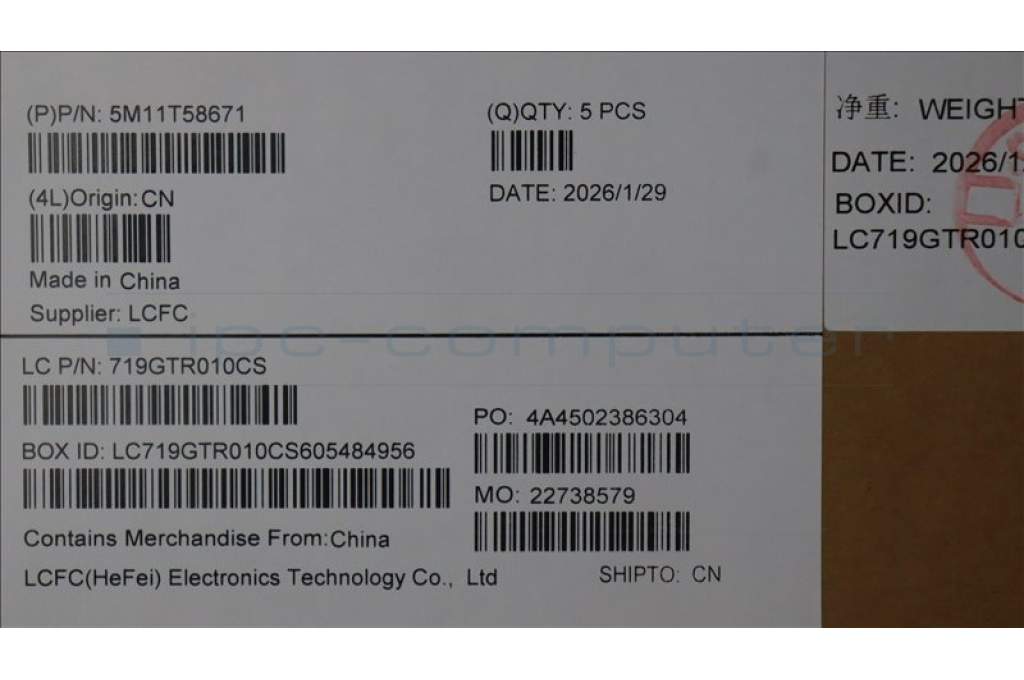 (P)P/N: 5M11T58671
(Q)QTY: 5 PCS
(4L)Origin:CN
DATE: 2026/1/29
Made in China
Supplier: LCFC
净重: WEIGHT
DATE: 2026/1
BOXID:
LC719GTR010
ipc-computer
LC P/N: 719GTR010CS
PO: 4A4502386304
BOX ID: LC719GTR010CS605484956
MO: 22738579
Contains Merchandise From:China
LCFC(HeFei) Electronics Technology Co., Ltd
SHIPTO: CN